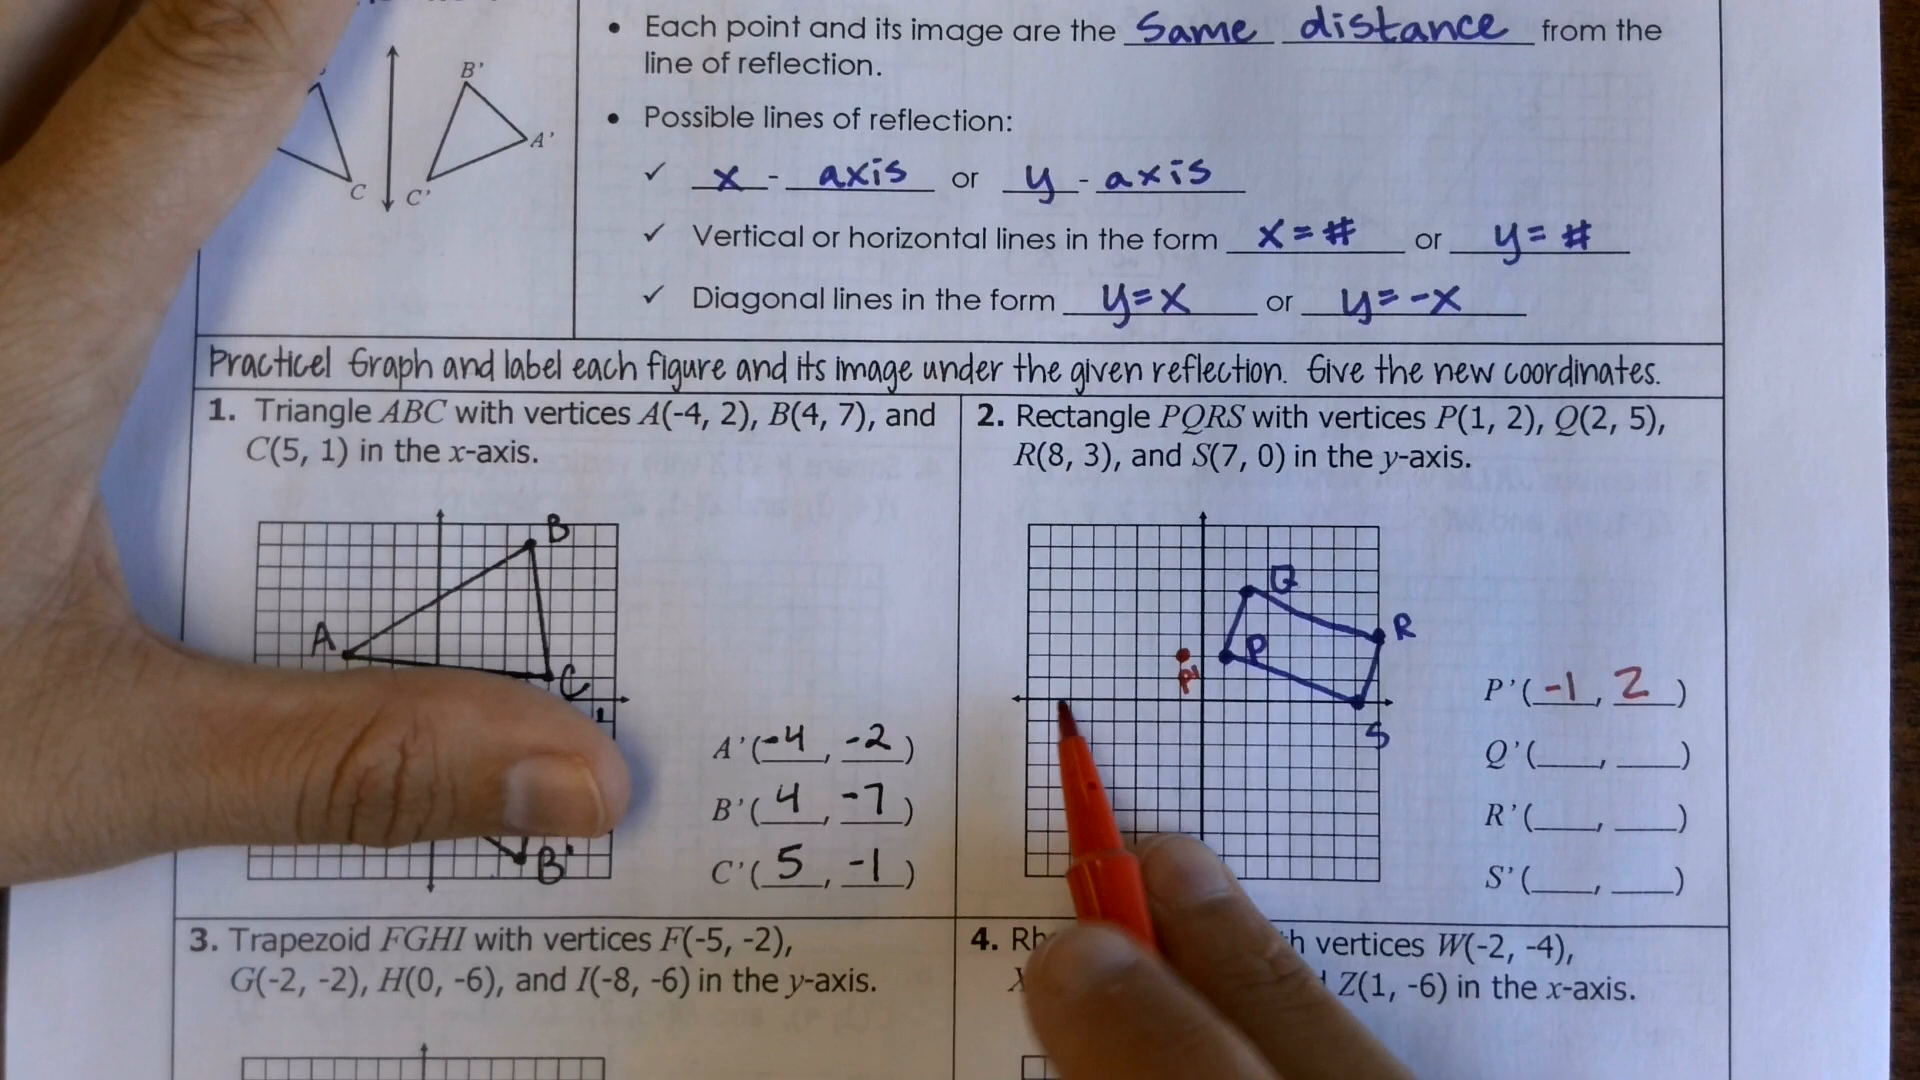 • Each point and its image are the Same distance from the
line of reflection.
• Possible lines of reflection:
✓ x - axis or y - axis
✓ Vertical or horizontal lines in the form x = # or y = #
✓ Diagonal lines in the form y=x or y=-x
B'
A'
C C'
Practice! Graph and label each figure and its image under the given reflection. Give the new coordinates.
1. Triangle ABC with vertices A(-4, 2), B(4, 7), and
C(5, 1) in the x-axis.
B
A
C
A'(-4, -2)
B'(4, -7)
C'(5, -1)
B'
2. Rectangle PQRS with vertices P(1, 2), Q(2, 5),
R(8, 3), and S(7, 0) in the y-axis.
Q
R
P
P'
S
P'(-1, 2)
Q'(___, ___)
R'(___, ___)
S'(___, ___)
3. Trapezoid FGHI with vertices F(-5, -2),
G(-2, -2), H(0, -6), and I(-8, -6) in the y-axis.
4. Rh vertices W(-2, -4),
Z(1, -6) in the x-axis.